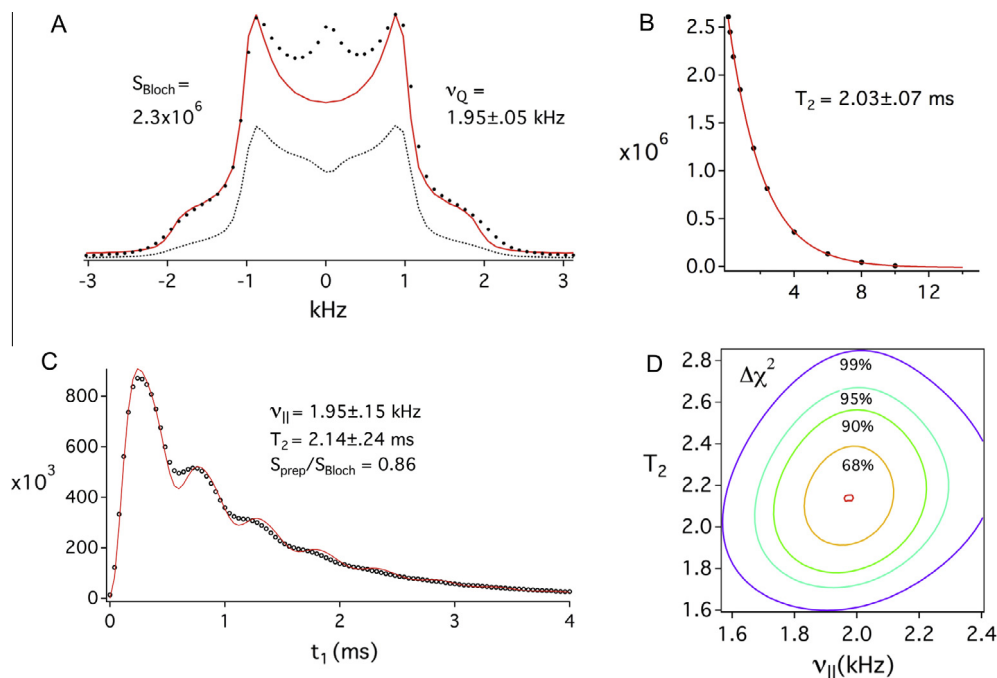 A
S_Bloch =
2.3x10^6
ν_Q =
1.95±.05 kHz
-3 -2 -1 0 1 2 3
kHz
B
2.5
2.0
x10^6
1.5
1.0
0.5
0.0
T_2 = 2.03±.07 ms
4 8 12
C
800
x10^3
600
400
200
0
ν_|| = 1.95±.15 kHz
T_2 = 2.14±.24 ms
S_prep/S_Bloch = 0.86
0 1 2 3 4
t_1 (ms)
D
Δχ^2
99%
95%
90%
68%
2.8
2.6
2.4
T_2
2.2
2.0
1.8
1.6
1.6 1.8 2.0 2.2 2.4
ν_||(kHz)